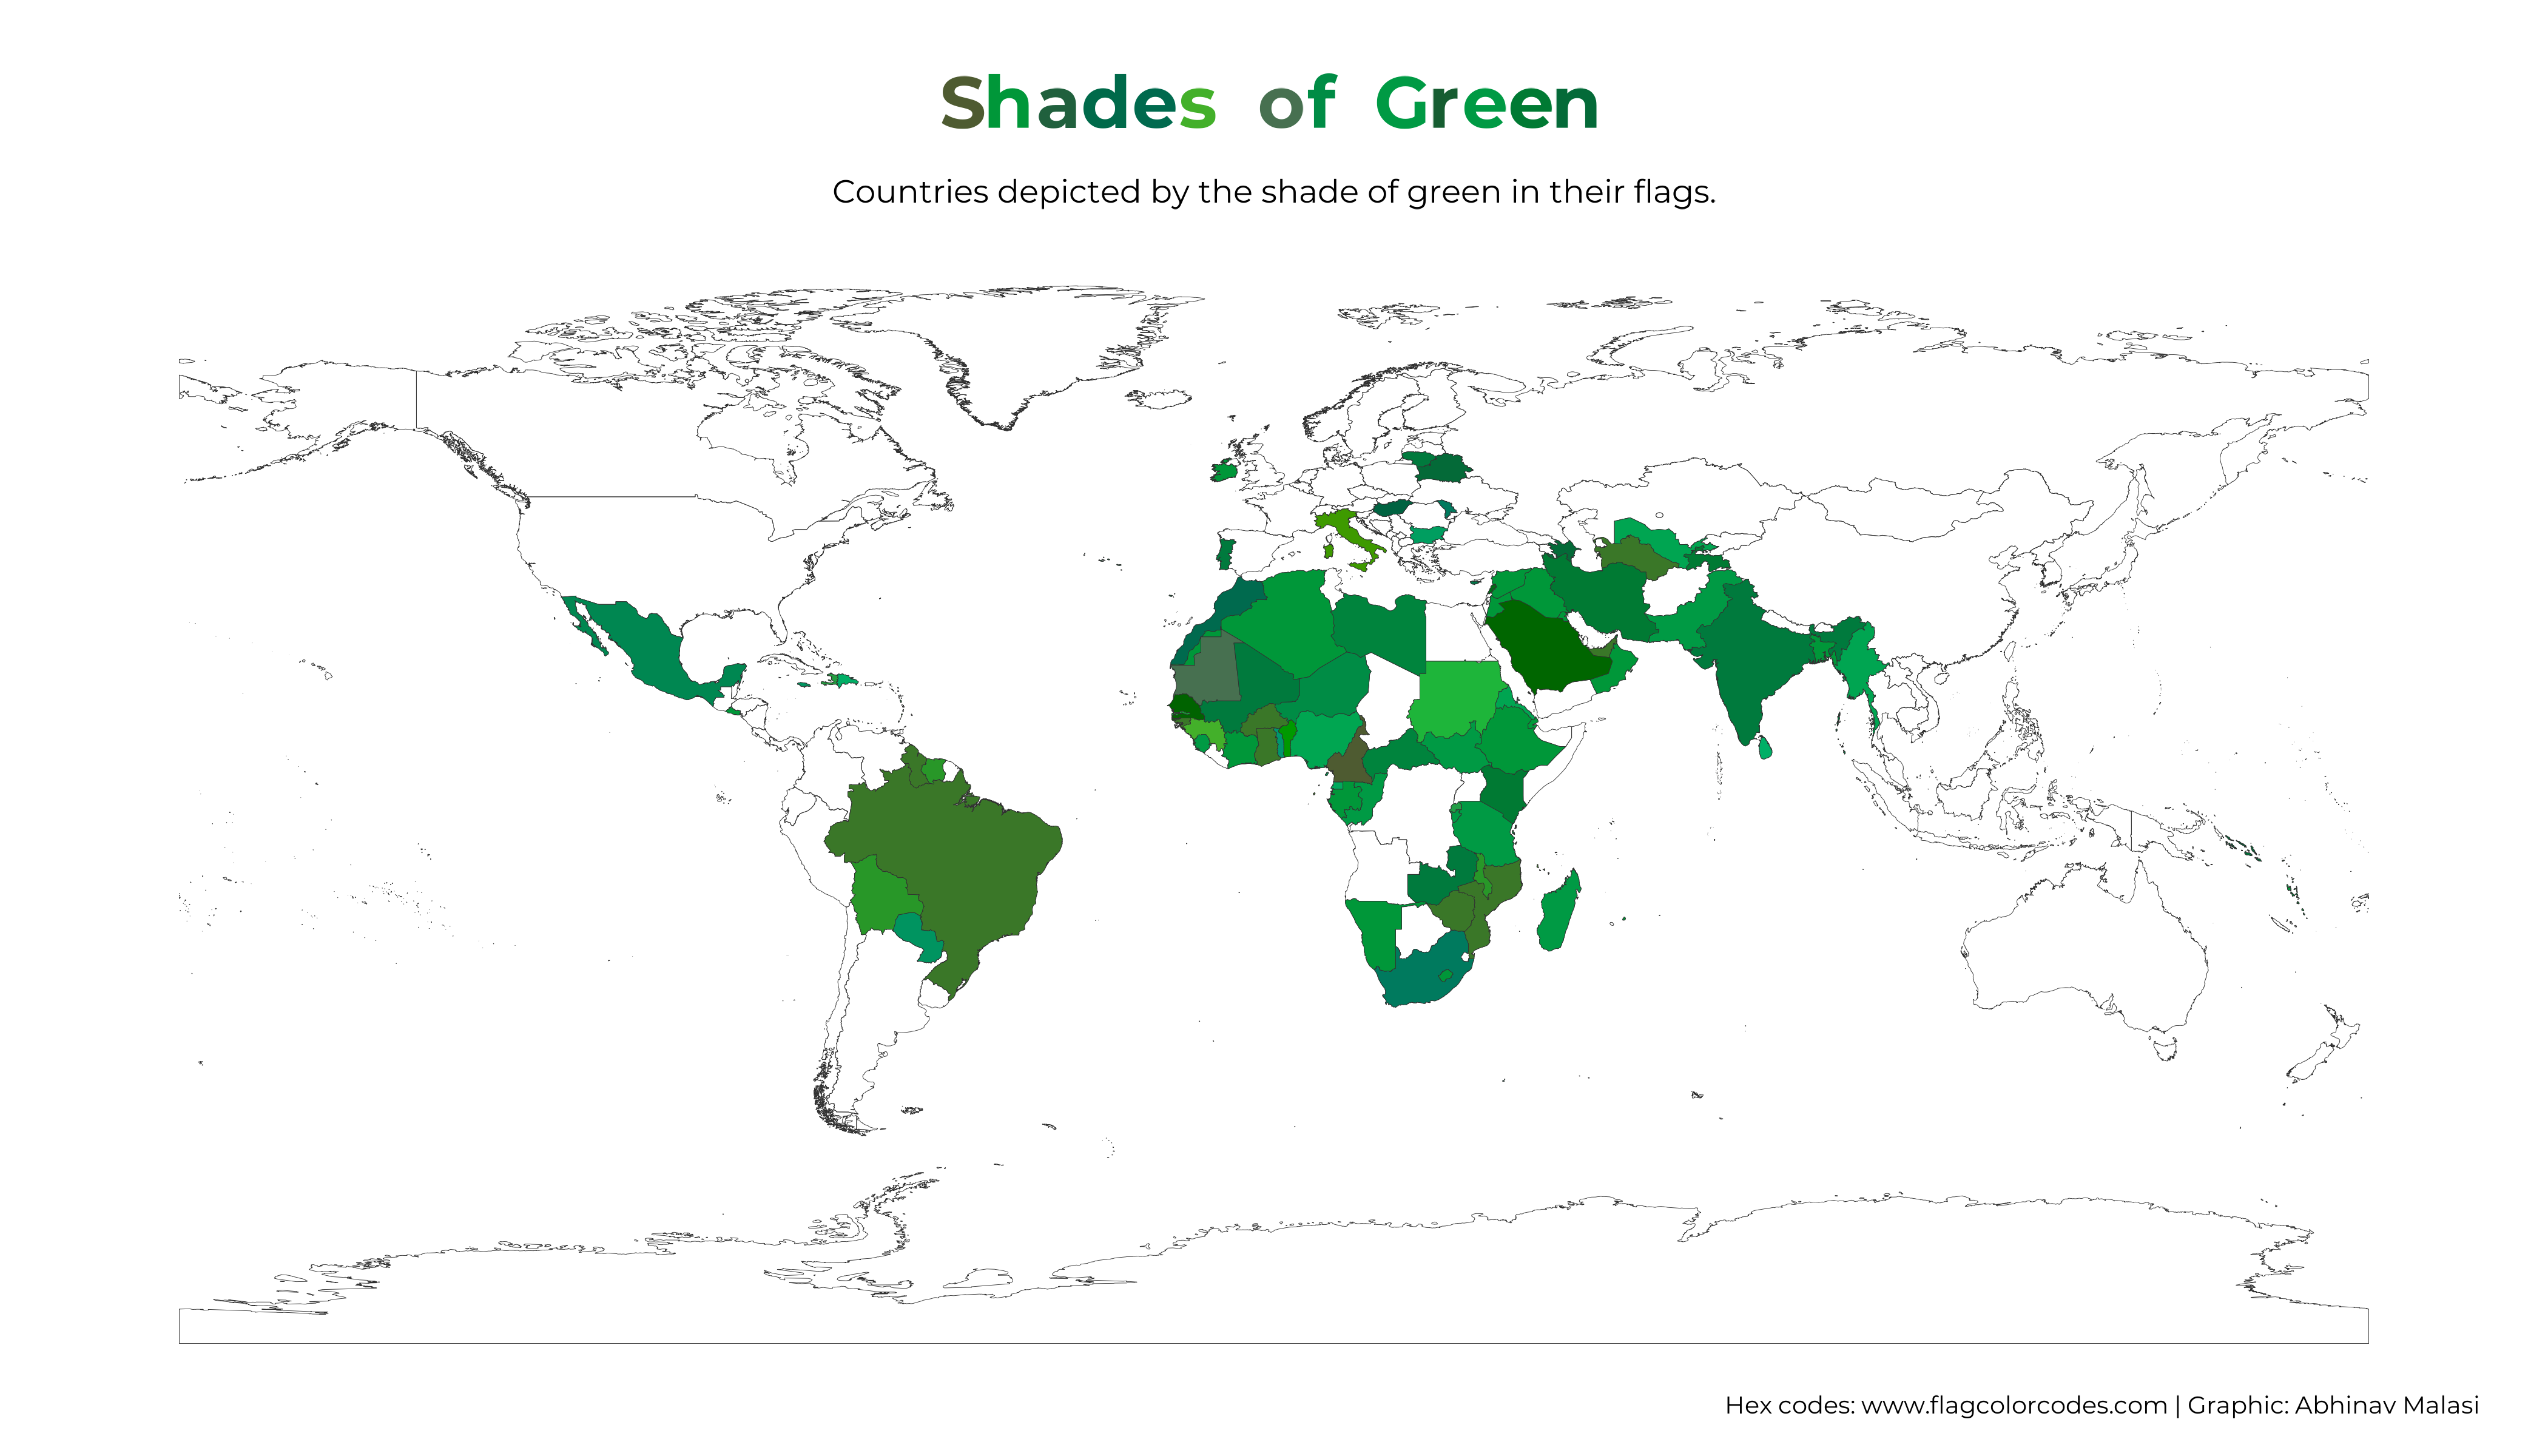 Shades of Green
Countries depicted by the shade of green in their flags.
Hex codes: www.flagcolorcodes.com | Graphic: Abhinav Malasi